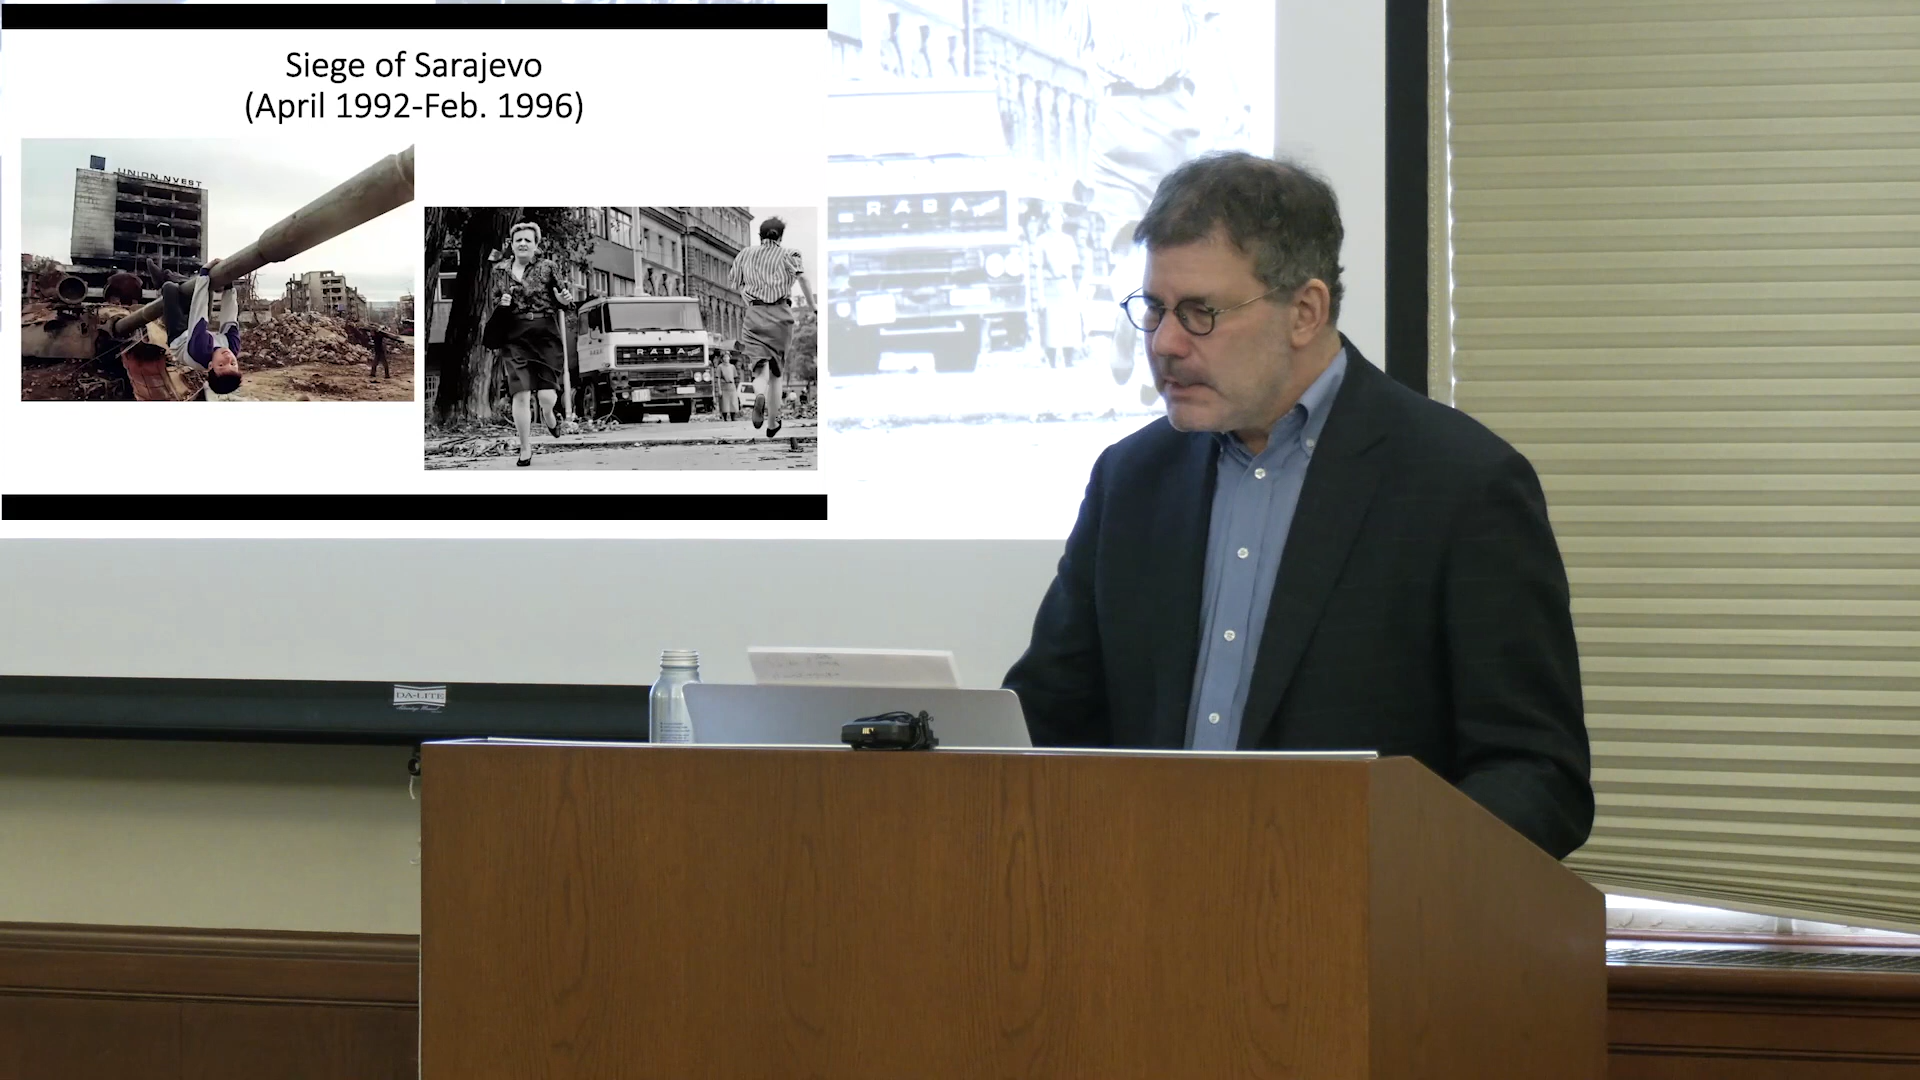 Siege of Sarajevo
(April 1992-Feb. 1996)
UNION NVEST
RABA
RABA
DA-LITE